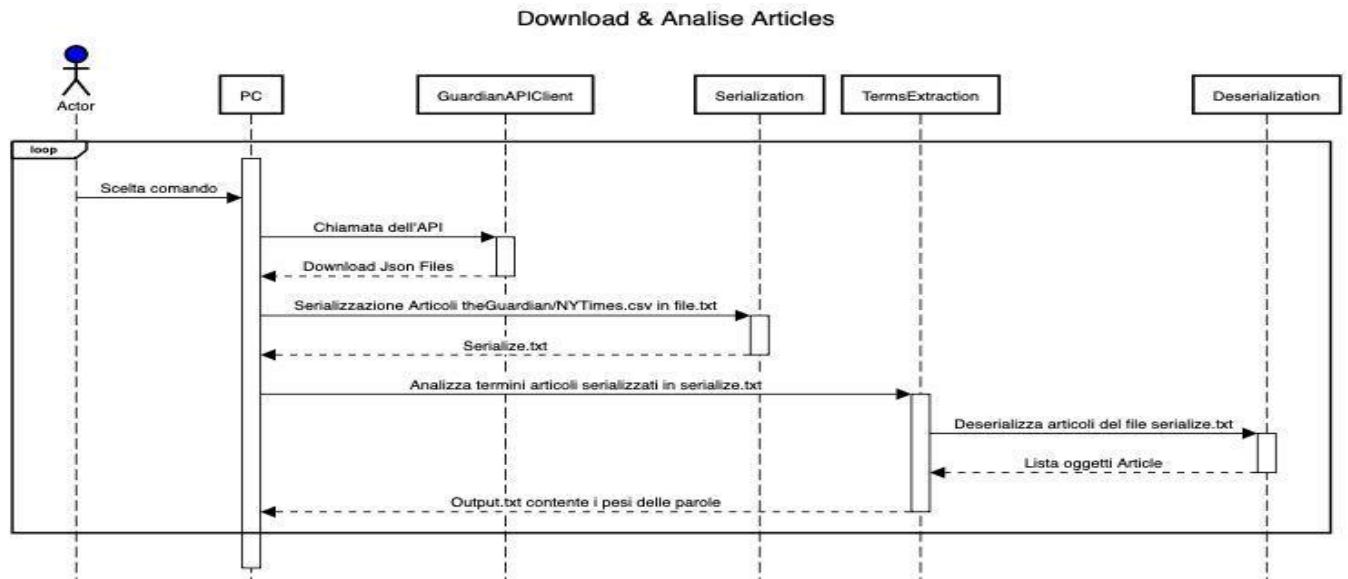 Download & Analise Articles
Actor
PC
GuardianAPIClient
Serialization
TermsExtraction
Deserialization
loop
Scelta comando
Chiamata dell'API
Download Json Files
Serializzazione Articoli theGuardian/NYTimes.csv in file.txt
Serialize.txt
Analizza termini articoli serializzati in serialize.txt
Deserializza articoli del file serialize.txt
Lista oggetti Article
Output.txt contente i pesi delle parole